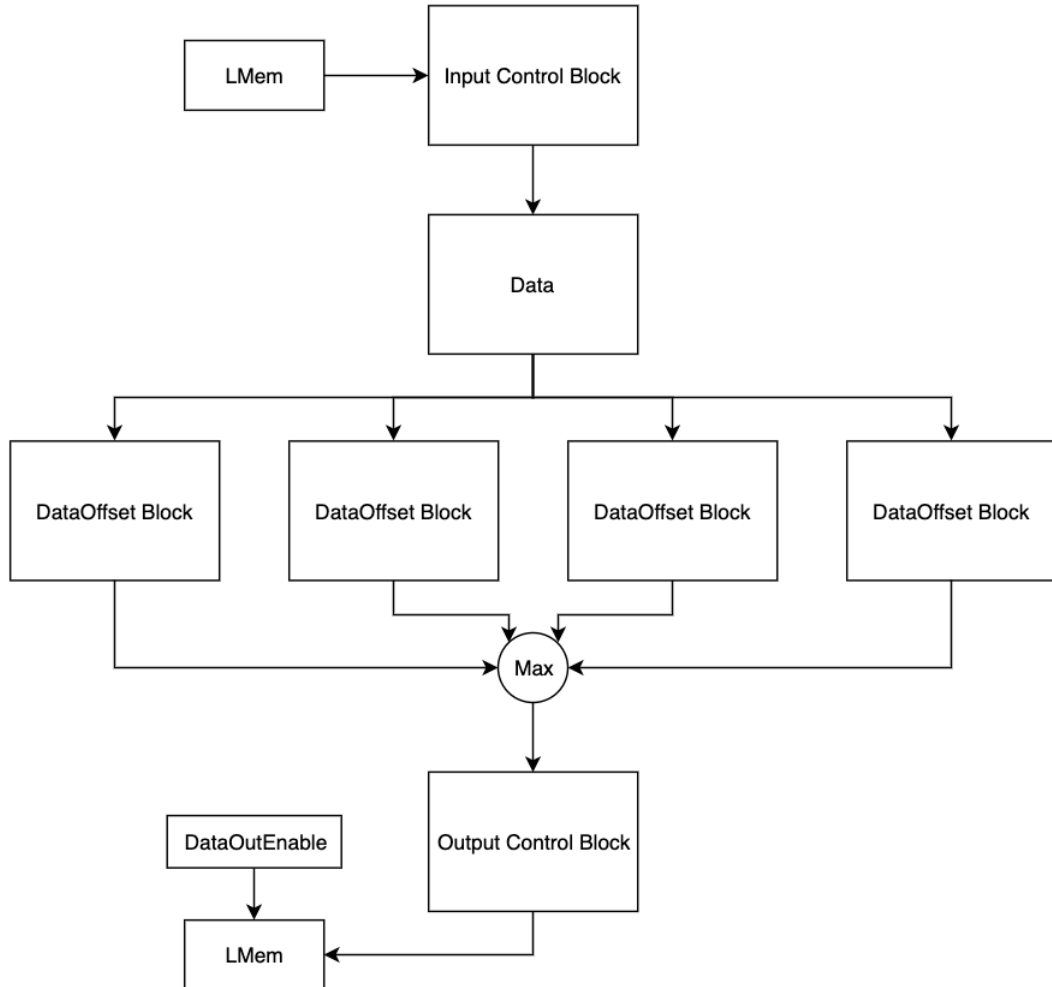 LMem
Input Control Block
Data
DataOffset Block
DataOffset Block
DataOffset Block
DataOffset Block
Max
Output Control Block
DataOutEnable
LMem